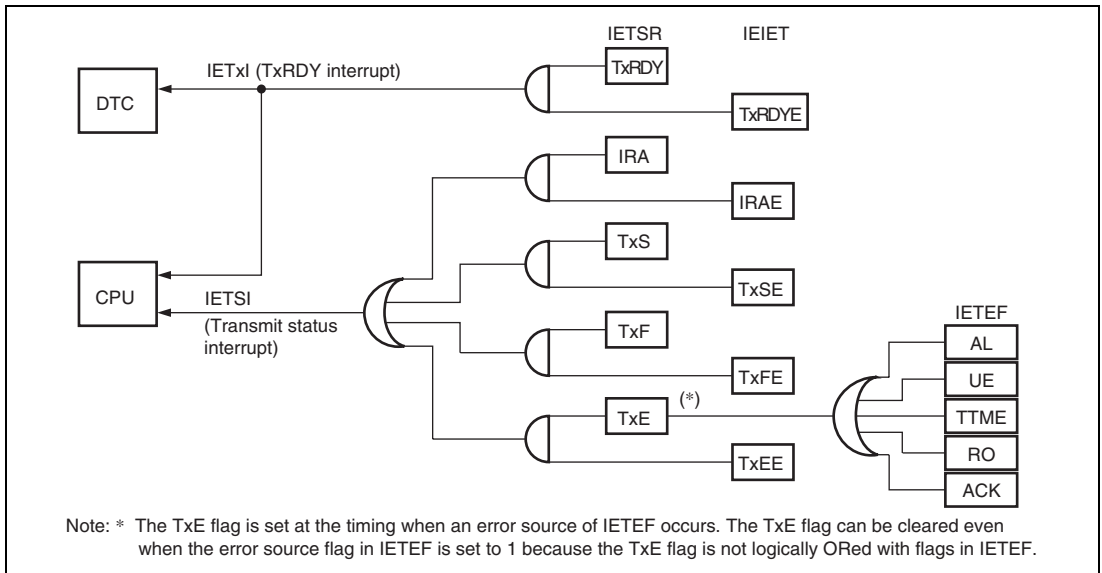 IETSR IEIET
IETxI (TxRDY interrupt)
TxRDY
DTC
TxRDYE
IRA
IRAE
TxS
CPU
IETSI
TxSE
(Transmit status
interrupt)
TxF
IETEF
AL
TxFE
UE
TxE
(*)
TTME
TxEE
RO
ACK
Note: * The TxE flag is set at the timing when an error source of IETEF occurs. The TxE flag can be cleared even
when the error source flag in IETEF is set to 1 because the TxE flag is not logically ORed with flags in IETEF.